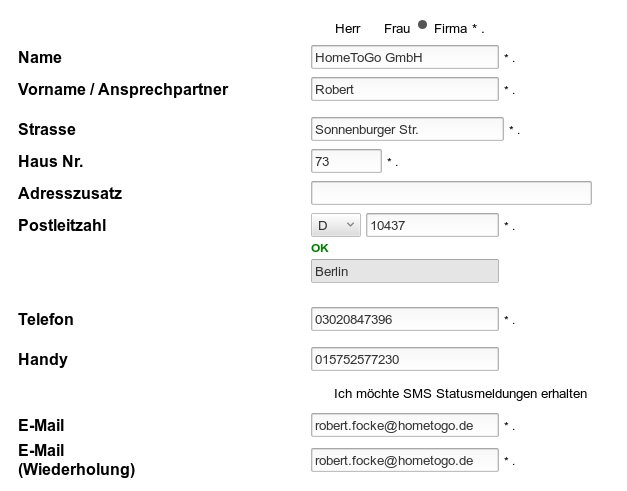 Herr Frau Firma * .
Name HomeToGo GmbH * .
Vorname / Ansprechpartner Robert * .
Strasse Sonnenburger Str. * .
Haus Nr. 73 * .
Adresszusatz
Postleitzahl D 10437 * .
OK
Berlin
Telefon 03020847396 * .
Handy 015752577230
Ich möchte SMS Statusmeldungen erhalten
E-Mail robert.focke@hometogo.de * .
E-Mail
(Wiederholung) robert.focke@hometogo.de * .